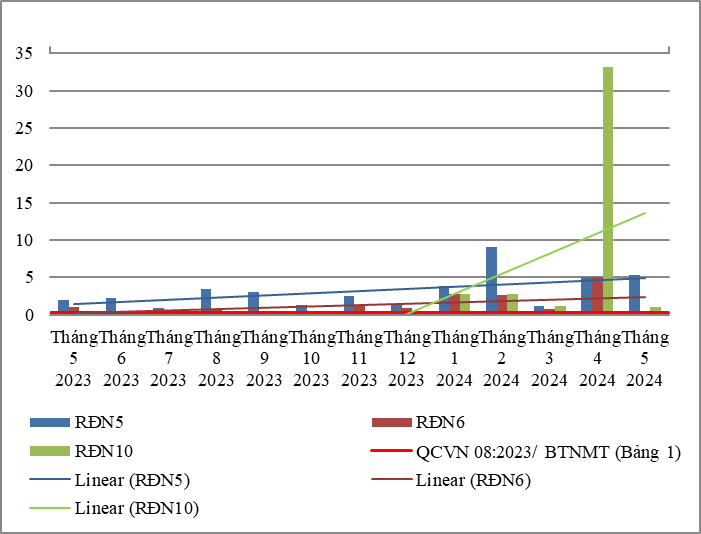 35
30
25
20
15
10
5
0
Tháng Tháng Tháng Tháng Tháng Tháng Tháng Tháng Tháng Tháng Tháng Tháng Tháng
5 6 7 8 9 10 11 12 1 2 3 4 5
2023 2023 2023 2023 2023 2023 2023 2023 2024 2024 2024 2024 2024
RĐN5 RĐN6
RĐN10 QCVN 08:2023/ BTNMT (Bảng 1)
Linear (RĐN5) Linear (RĐN6)
Linear (RĐN10)